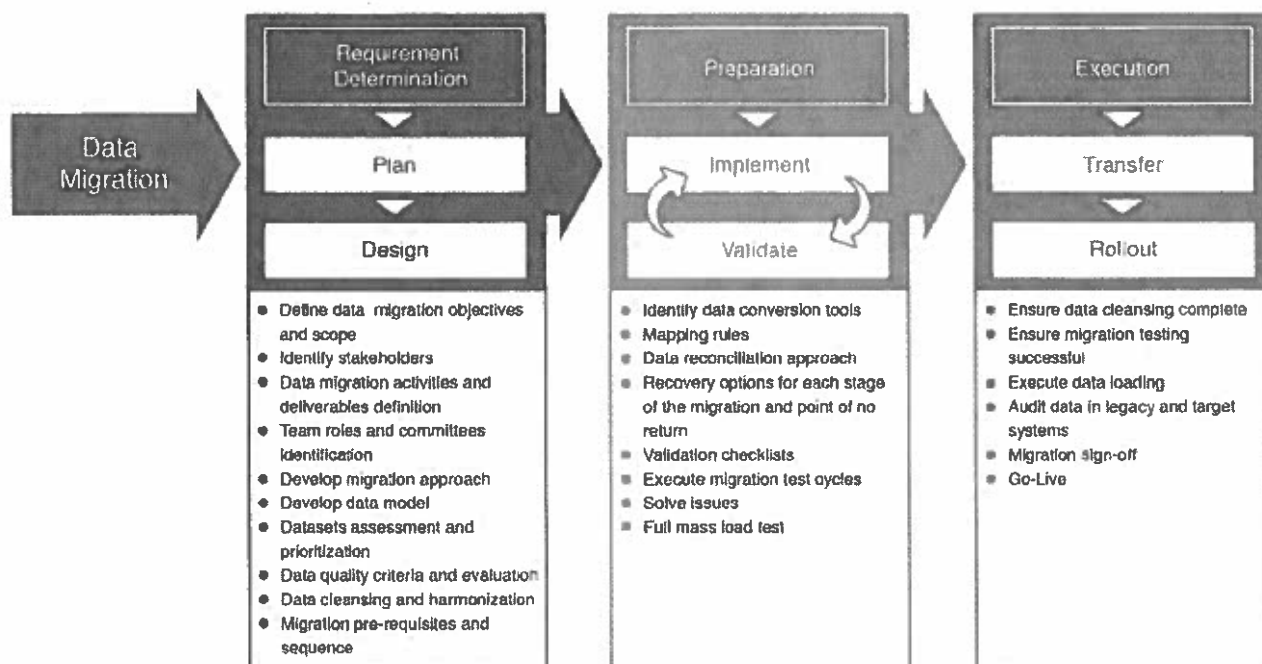 Data
Migration
Requirement
Determination
Plan
Design
Define data migration objectives
and scope
Identify stakeholders
Data migration activities and
deliverables definition
Team roles and committees
identification
Develop migration approach
Develop data model
Datasets assessment and
prioritization
Data quality criteria and evaluation
Data cleansing and harmonization
Migration pre-requisites and
sequence
Preparation
Implement
Validate
Identify data conversion tools
Mapping rules
Data reconciliation approach
Recovery options for each stage
of the migration and point of no
return
Validation checklists
Execute migration test cycles
Solve issues
Full mass load test
Execution
Transfer
Rollout
Ensure data cleansing complete
Ensure migration testing
successful
Execute data loading
Audit data in legacy and target
systems
Migration sign-off
Go-Live